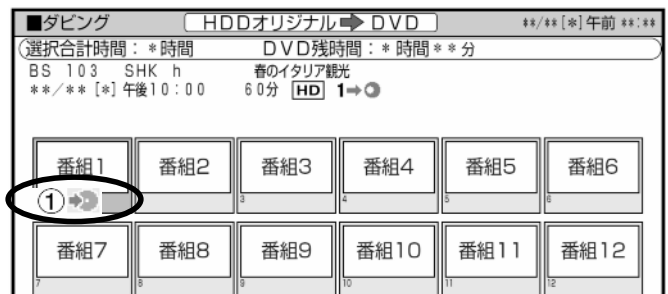 ■ダビング HDDオリジナル➡DVD **/**[*]午前**:**
選択合計時間：*時間 DVD残時間：*時間**分
BS 103 SHK h 春のイタリア観光
**/**[*]午後10:00 60分 HD 1➡
番組1 番組2 番組3 番組4 番組5 番組6
① ➡ 3 4 5 6
番組7 番組8 番組9 番組10 番組11 番組12
7 8 9 10 11 12